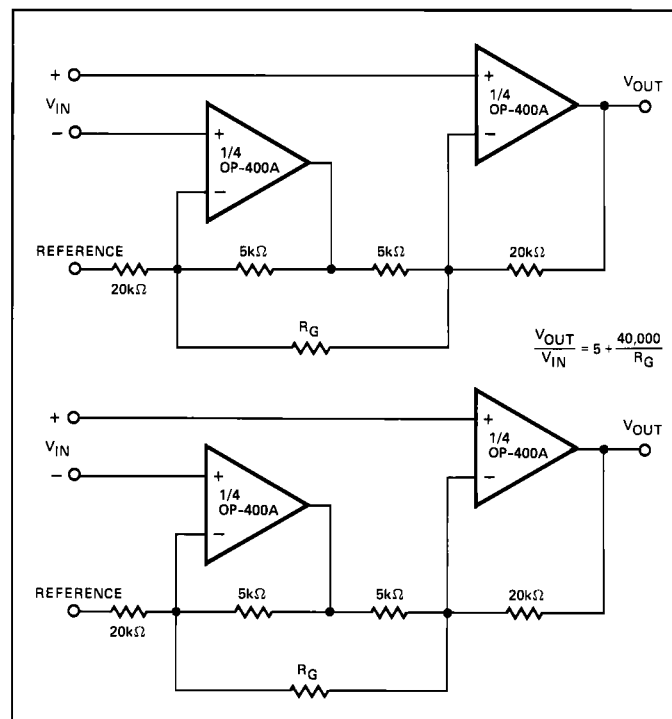 +
V_IN
−
+
1/4
OP-400A
−
+
1/4
OP-400A
−
V_OUT
REFERENCE
20kΩ
5kΩ
5kΩ
20kΩ
R_G
V_OUT / V_IN = 5 + 40,000 / R_G
+
V_IN
−
+
1/4
OP-400A
−
+
1/4
OP-400A
−
V_OUT
REFERENCE
20kΩ
5kΩ
5kΩ
20kΩ
R_G